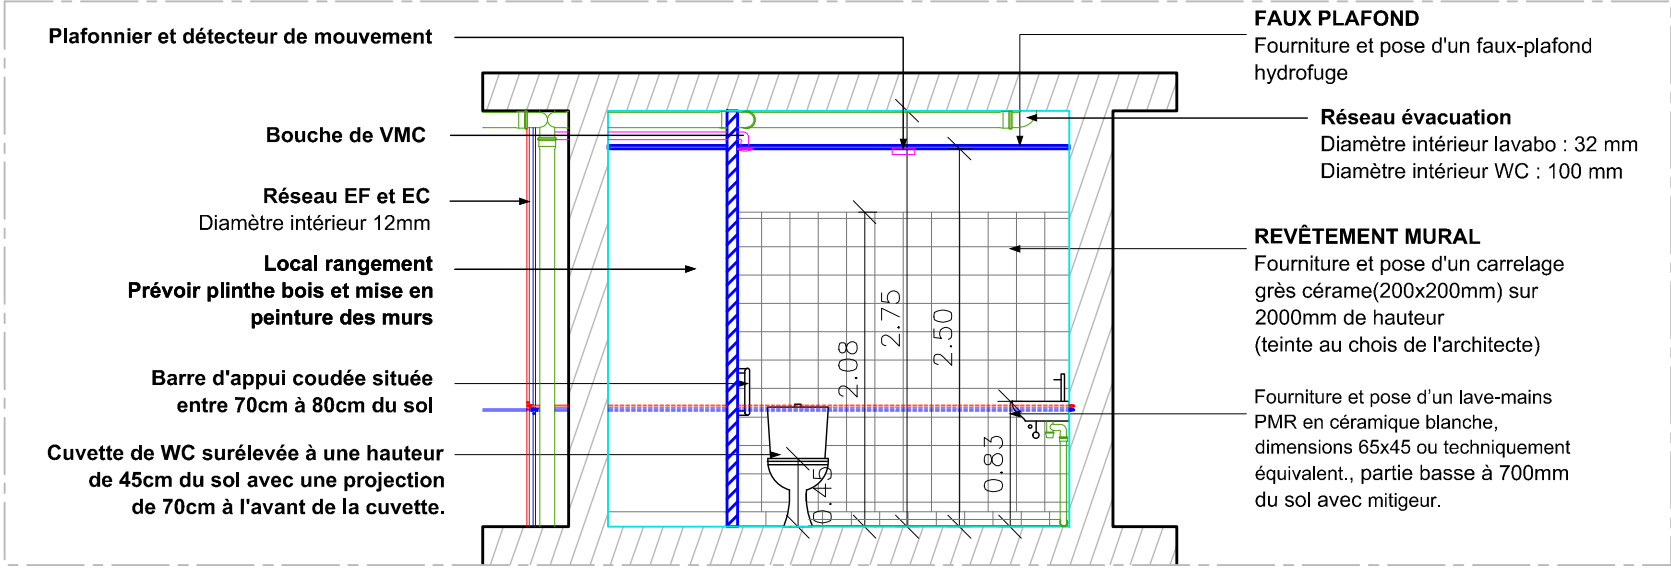 Plafonnier et détecteur de mouvement
Bouche de VMC
Réseau EF et EC
Diamètre intérieur 12mm
Local rangement
Prévoir plinthe bois et mise en
peinture des murs
Barre d'appui coudée située
entre 70cm à 80cm du sol
Cuvette de WC surélevée à une hauteur
de 45cm du sol avec une projection
de 70cm à l'avant de la cuvette.
0.45
2.08
2.75
2.50
0.83
FAUX PLAFOND
Fourniture et pose d'un faux-plafond
hydrofuge
Réseau évacuation
Diamètre intérieur lavabo : 32 mm
Diamètre intérieur WC : 100 mm
REVÊTEMENT MURAL
Fourniture et pose d'un carrelage
grès cérame(200x200mm) sur
2000mm de hauteur
(teinte au chois de l'architecte)
Fourniture et pose d'un lave-mains
PMR en céramique blanche,
dimensions 65x45 ou techniquement
équivalent., partie basse à 700mm
du sol avec mitigeur.